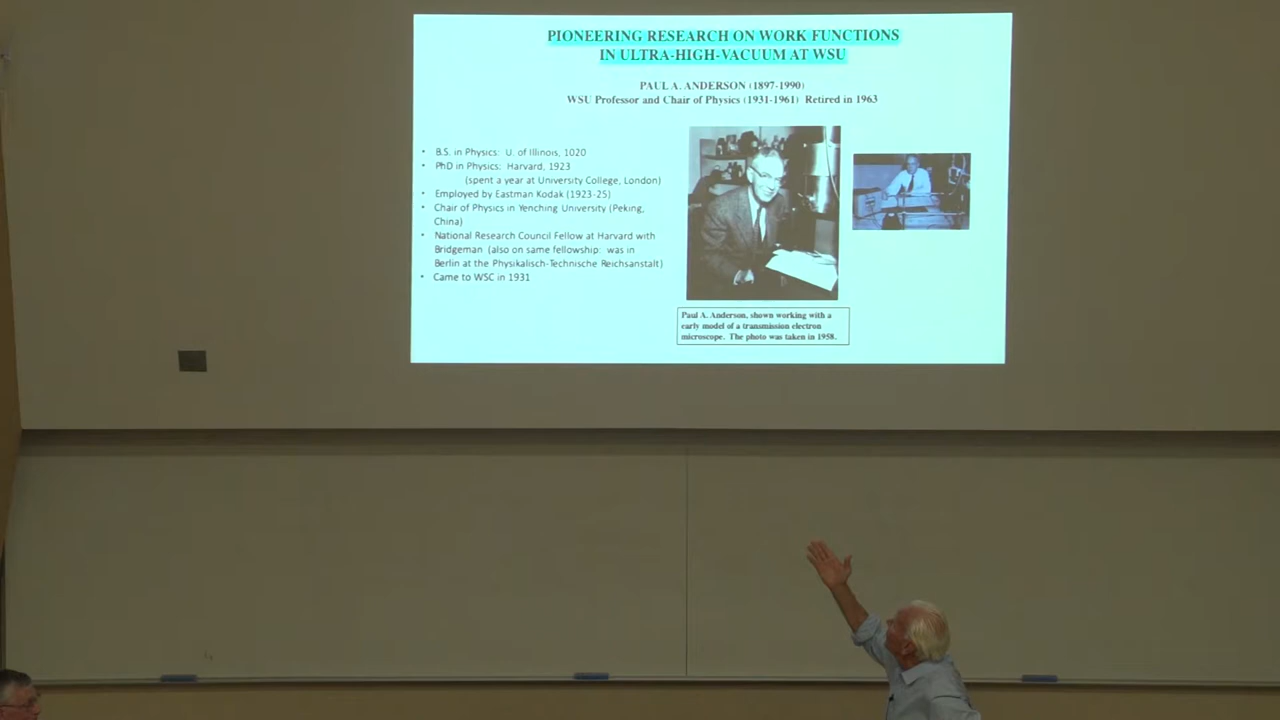 PIONEERING RESEARCH ON WORK FUNCTIONS
IN ULTRA-HIGH-VACUUM AT WSU
PAUL A. ANDERSON (1897-1990)
WSU Professor and Chair of Physics (1931-1961) Retired in 1963
• B.S. in Physics: U. of Illinois, 1020
• PhD in Physics: Harvard, 1923
(spent a year at University College, London)
• Employed by Eastman Kodak (1923-25)
• Chair of Physics in Yenching University (Peking,
China)
• National Research Council Fellow at Harvard with
Bridgeman (also on same fellowship: was in
Berlin at the Physikalisch-Technische Reichsanstalt)
• Came to WSC in 1931
Paul A. Anderson, shown working with a
early model of a transmission electron
microscope. The photo was taken in 1958.